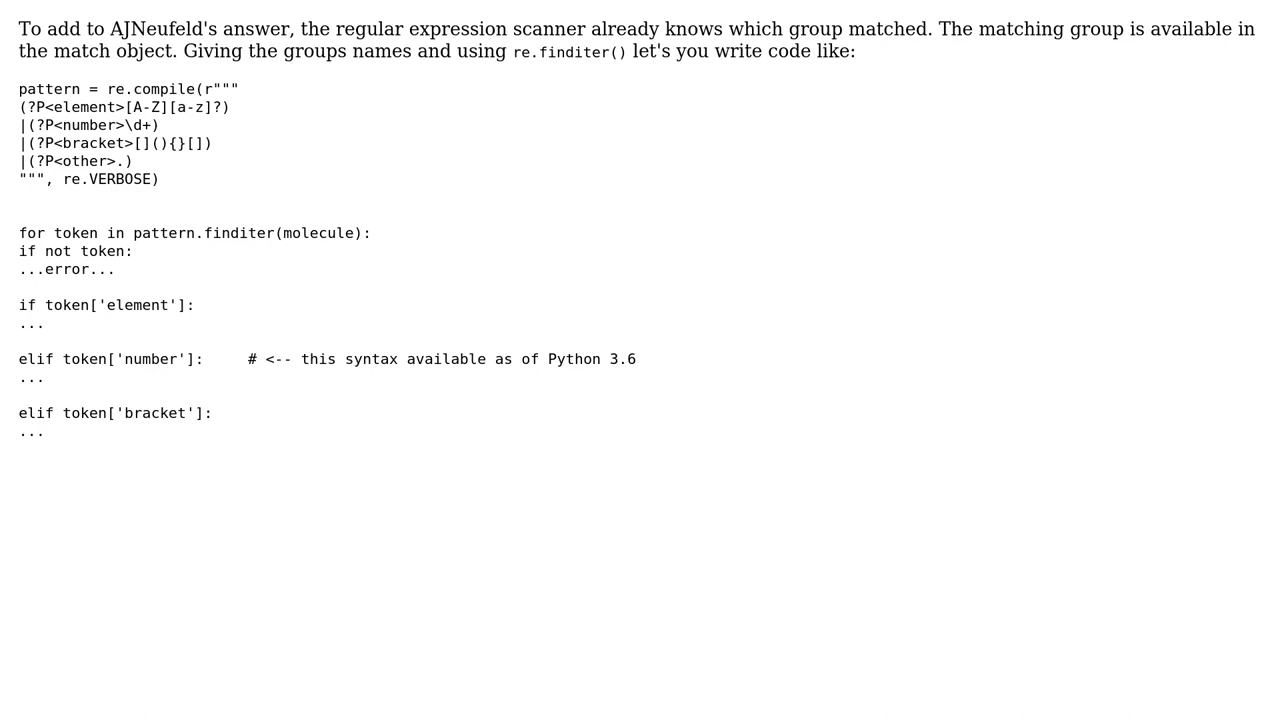 To add to AJNeufeld's answer, the regular expression scanner already knows which group matched. The matching group is available in
the match object. Giving the groups names and using re.finditer() let's you write code like:
pattern = re.compile(r"""
(?P<element>[A-Z][a-z]?)
|(?P<number>\d+)
|(?P<bracket>[](){}[])
|(?P<other>.)
""", re.VERBOSE)
for token in pattern.finditer(molecule):
if not token:
...error...
if token['element']:
...
elif token['number']:     # <-- this syntax available as of Python 3.6
...
elif token['bracket']:
...